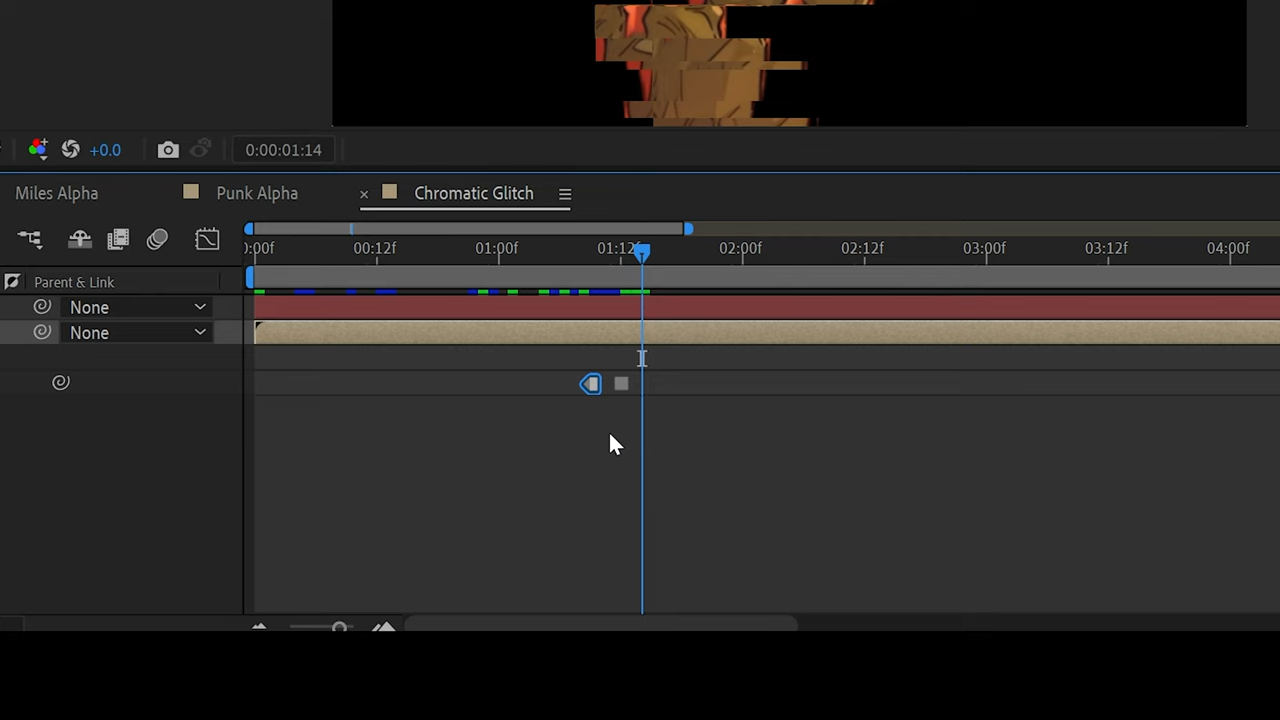 +0.0 0:00:01:14
Miles Alpha Punk Alpha × Chromatic Glitch
00f 00:12f 01:00f 01:12f 02:00f 02:12f 03:00f 03:12f 04:00f
Parent & Link
None
None